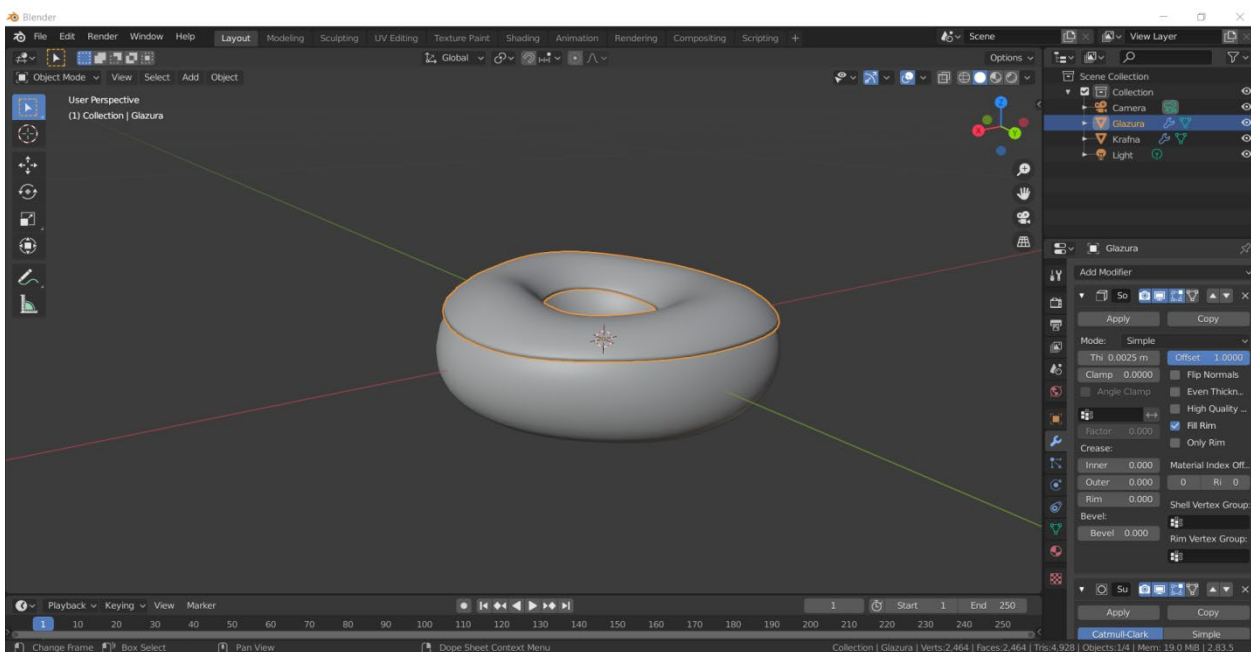 Blender
File Edit Render Window Help Layout Modeling Sculpting UV Editing Texture Paint Shading Animation Rendering Compositing Scripting + Scene View Layer
Global Options
Object Mode View Select Add Object
User Perspective
(1) Collection | Glazura
X
Y
Z
Scene Collection
Collection
Camera
Glazura
Krafna
Light
Glazura
Add Modifier
So
Apply Copy
Mode: Simple
Thi 0.0025 m Offset 1.0000
Clamp 0.0000 Flip Normals
Angle Clamp Even Thickn...
High Quality ...
Factor 0.000 Fill Rim
Crease: Only Rim
Inner 0.000 Material Index Off...
Outer 0.000 0 Ri 0
Rim 0.000 Shell Vertex Group:
Bevel:
Bevel 0.000 Rim Vertex Group:
Su
Apply Copy
Catmull-Clark Simple
Playback Keying View Marker 1 Start 1 End 250
1 10 20 30 40 50 60 70 80 90 100 110 120 130 140 150 160 170 180 190 200 210 220 230 240 250
Change Frame Box Select Pan View Dope Sheet Context Menu Collection | Glazura | Verts:2,464 | Faces:2,464 | Tris:4,928 | Objects:1/4 | Mem: 19.0 MiB | 2.83.5